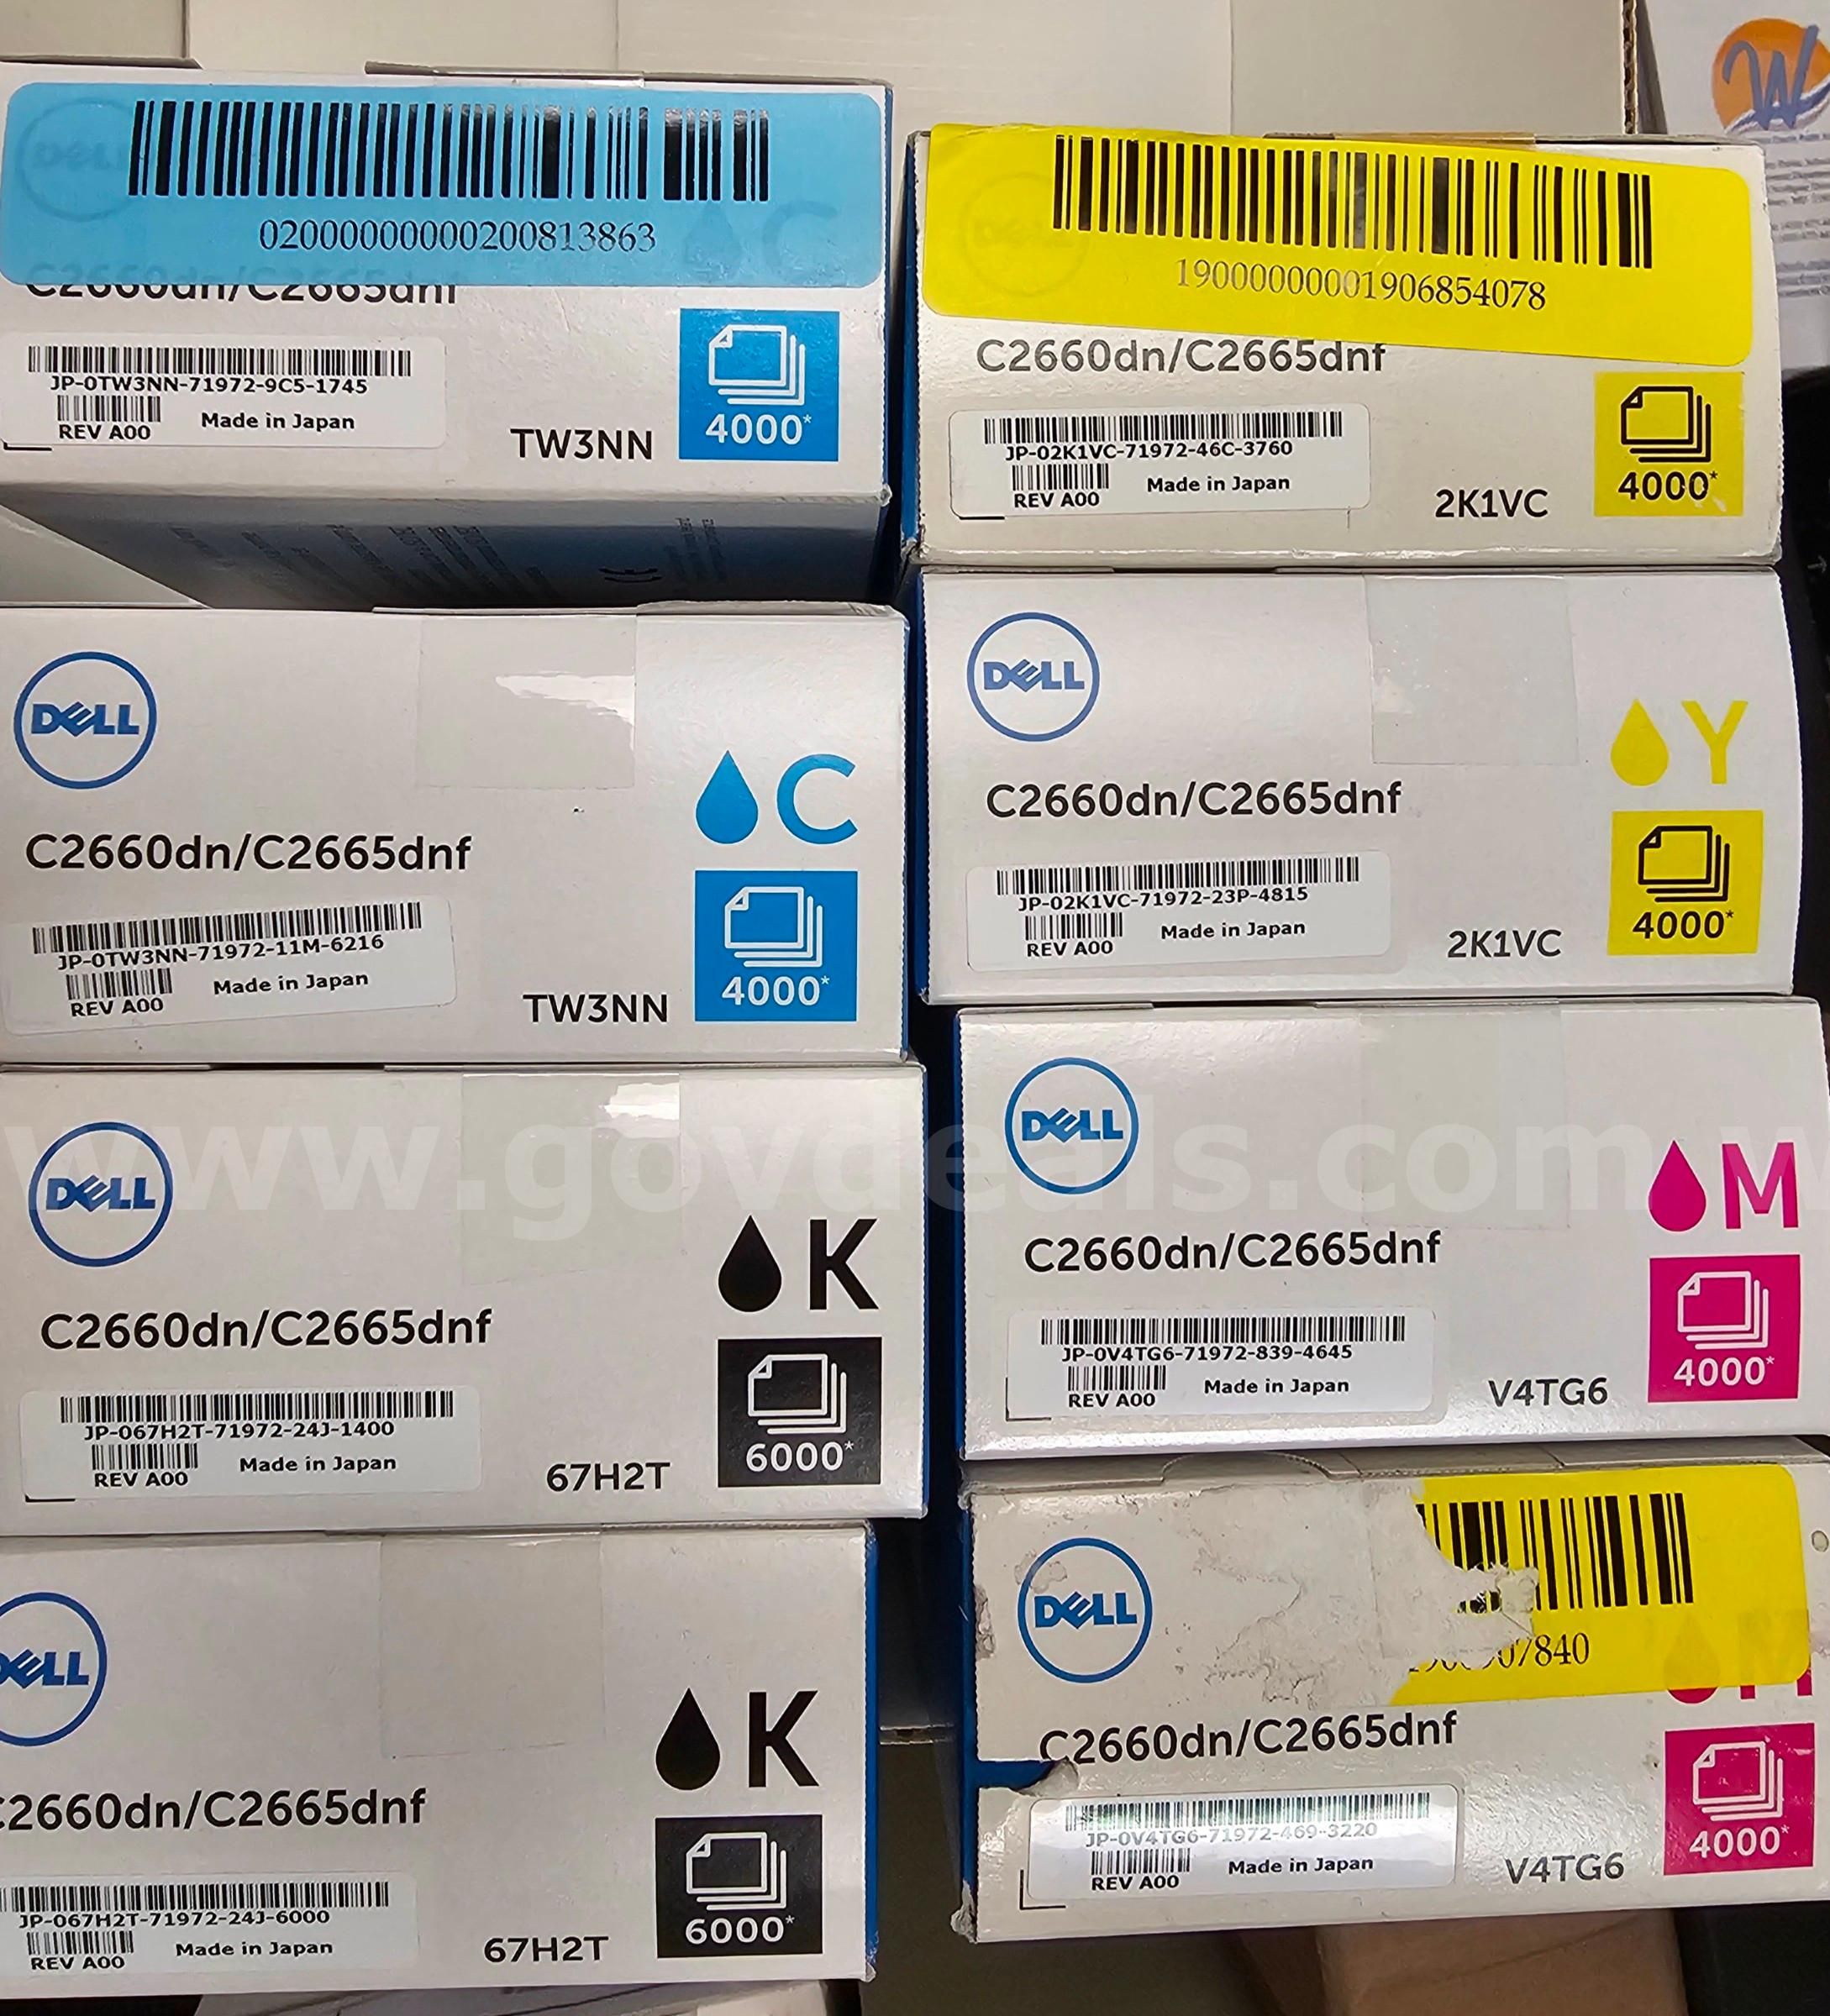 02000000000200813863
C2660dn/C2665dnf
JP-0TW3NN-71972-9C5-1745
REV A00
Made in Japan
TW3NN
4000*
DELL
C
C2660dn/C2665dnf
JP-0TW3NN-71972-11M-6216
REV A00
Made in Japan
TW3NN
4000*
DELL
K
C2660dn/C2665dnf
JP-067H2T-71972-24J-1400
REV A00
Made in Japan
67H2T
6000*
DELL
K
C2660dn/C2665dnf
JP-067H2T-71972-24J-6000
REV A00
Made in Japan
67H2T
6000*
W
19000000001906854078
C2660dn/C2665dnf
JP-02K1VC-71972-46C-3760
REV A00
Made in Japan
2K1VC
4000*
DELL
Y
C2660dn/C2665dnf
JP-02K1VC-71972-23P-4815
REV A00
Made in Japan
2K1VC
4000*
DELL
M
C2660dn/C2665dnf
JP-0V4TG6-71972-839-4645
REV A00
Made in Japan
V4TG6
4000*
DELL
07840
M
C2660dn/C2665dnf
JP-0V4TG6-71972-469-3220
REV A00
Made in Japan
V4TG6
4000*
www.govdeals.com